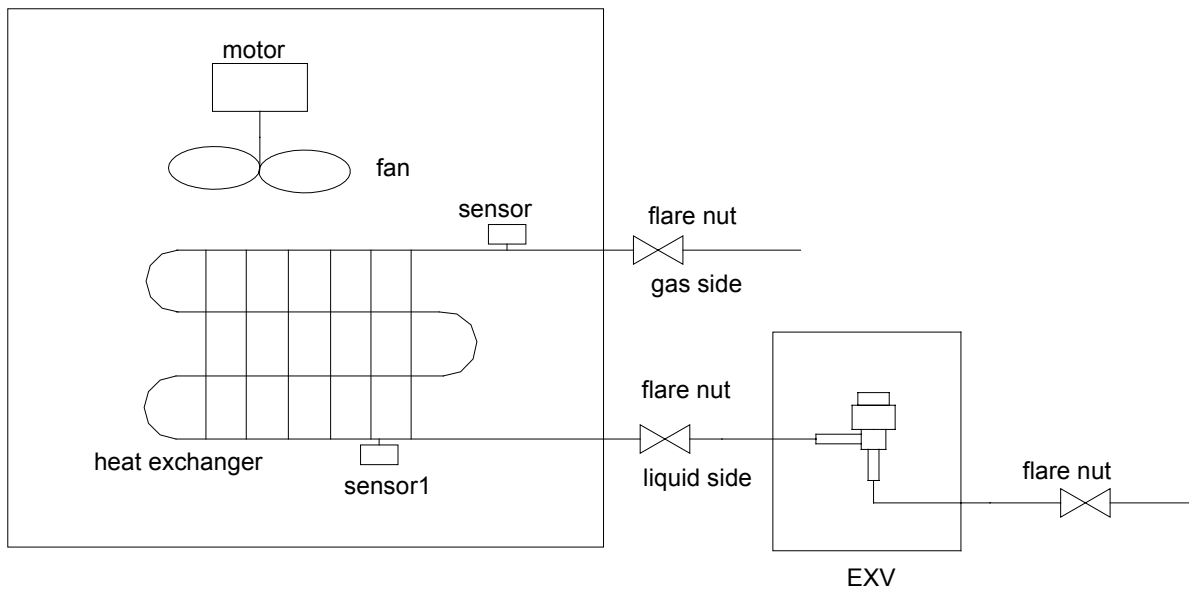 motor
fan
sensor
flare nut
gas side
flare nut
heat exchanger
sensor1
liquid side
flare nut
EXV